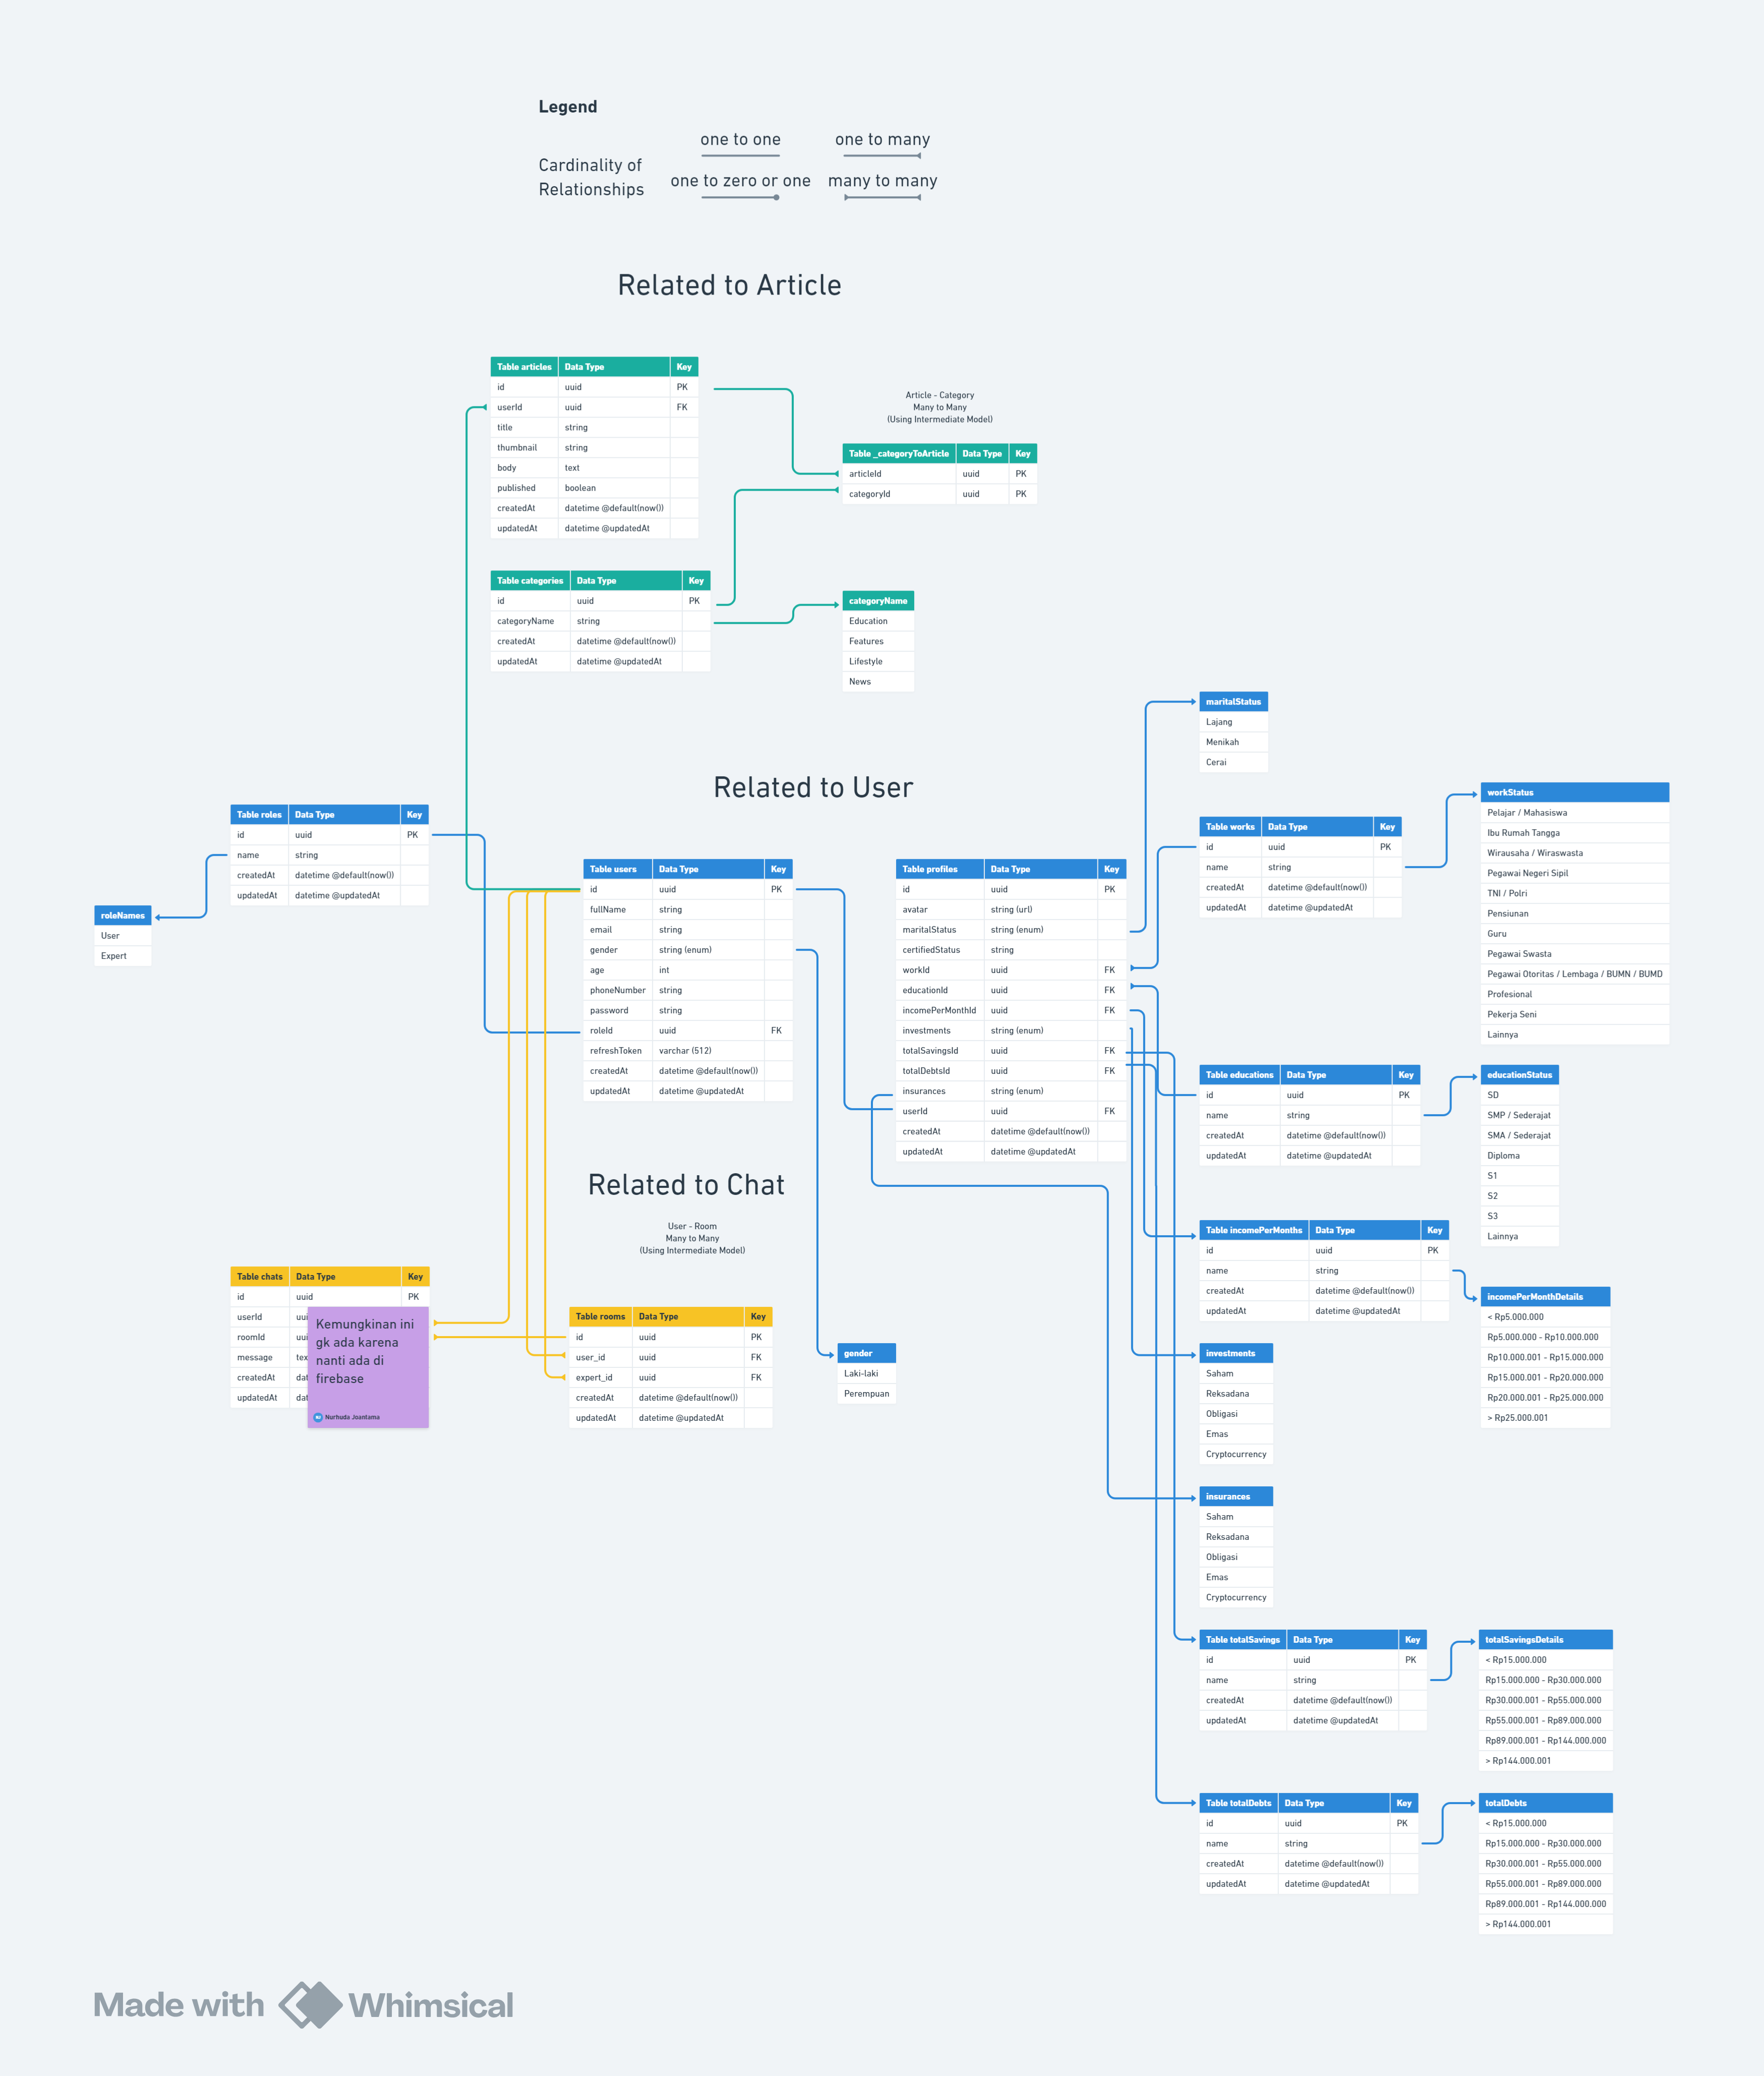 Legend
Cardinality of
Relationships
one to one
one to many
one to zero or one
many to many
Related to Article
Table articles Data Type Key
id uuid PK
userId uuid FK
title string
thumbnail string
body text
published boolean
createdAt datetime @default(now())
updatedAt datetime @updatedAt
Article - Category
Many to Many
(Using Intermediate Model)
Table _categoryToArticle Data Type Key
articleId uuid PK
categoryId uuid PK
Table categories Data Type Key
id uuid PK
categoryName string
createdAt datetime @default(now())
updatedAt datetime @updatedAt
categoryName
Education
Features
Lifestyle
News
Related to User
Table roles Data Type Key
id uuid PK
name string
createdAt datetime @default(now())
updatedAt datetime @updatedAt
roleNames
User
Expert
Table users Data Type Key
id uuid PK
fullName string
email string
gender string (enum)
age int
phoneNumber string
password string
roleId uuid FK
refreshToken varchar (512)
createdAt datetime @default(now())
updatedAt datetime @updatedAt
Table profiles Data Type Key
id uuid PK
avatar string (url)
maritalStatus string (enum)
certifiedStatus string
workId uuid FK
educationId uuid FK
incomePerMonthId uuid FK
investments string (enum)
totalSavingsId uuid FK
totalDebtsId uuid FK
insurances string (enum)
userId uuid FK
createdAt datetime @default(now())
updatedAt datetime @updatedAt
maritalStatus
Lajang
Menikah
Cerai
Table works Data Type Key
id uuid PK
name string
createdAt datetime @default(now())
updatedAt datetime @updatedAt
workStatus
Pelajar / Mahasiswa
Ibu Rumah Tangga
Wirausaha / Wiraswasta
Pegawai Negeri Sipil
TNI / Polri
Pensiunan
Guru
Pegawai Swasta
Pegawai Otoritas / Lembaga / BUMN / BUMD
Profesional
Pekerja Seni
Lainnya
Table educations Data Type Key
id uuid PK
name string
createdAt datetime @default(now())
updatedAt datetime @updatedAt
educationStatus
SD
SMP / Sederajat
SMA / Sederajat
Diploma
S1
S2
S3
Lainnya
Table incomePerMonths Data Type Key
id uuid PK
name string
createdAt datetime @default(now())
updatedAt datetime @updatedAt
incomePerMonthDetails
< Rp5.000.000
Rp5.000.000 - Rp10.000.000
Rp10.000.001 - Rp15.000.000
Rp15.000.001 - Rp20.000.000
Rp20.000.001 - Rp25.000.000
> Rp25.000.001
Related to Chat
User - Room
Many to Many
(Using Intermediate Model)
Table chats Data Type Key
id uuid PK
userId
roomId
message
createdAt
updatedAt
Kemungkinan ini
gk ada karena
nanti ada di
firebase
Nurhuda Joantama
Table rooms Data Type Key
id uuid PK
user_id uuid FK
expert_id uuid FK
createdAt datetime @default(now())
updatedAt datetime @updatedAt
gender
Laki-laki
Perempuan
investments
Saham
Reksadana
Obligasi
Emas
Cryptocurrency
insurances
Saham
Reksadana
Obligasi
Emas
Cryptocurrency
Table totalSavings Data Type Key
id uuid PK
name string
createdAt datetime @default(now())
updatedAt datetime @updatedAt
totalSavingsDetails
< Rp15.000.000
Rp15.000.000 - Rp30.000.000
Rp30.000.001 - Rp55.000.000
Rp55.000.001 - Rp89.000.000
Rp89.000.001 - Rp144.000.000
> Rp144.000.001
Table totalDebts Data Type Key
id uuid PK
name string
createdAt datetime @default(now())
updatedAt datetime @updatedAt
totalDebts
< Rp15.000.000
Rp15.000.000 - Rp30.000.000
Rp30.000.001 - Rp55.000.000
Rp55.000.001 - Rp89.000.000
Rp89.000.001 - Rp144.000.000
> Rp144.000.001
Made with Whimsical